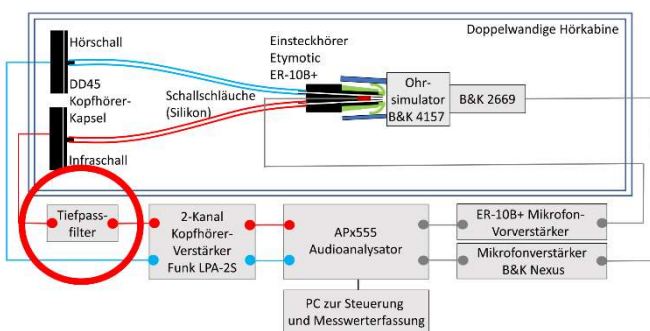 Doppelwandige Hörkabine
Hörschall
DD45
Kopfhörer-
Kapsel
Infraschall
Schallschläuche
(Silikon)
Einsteckhörer
Etymotic
ER-10B+
Ohr-
simulator
B&K 4157
B&K 2669
Tiefpass-
filter
2-Kanal
Kopfhörer-
Verstärker
Funk LPA-2S
APx555
Audioanalysator
ER-10B+ Mikrofon-
Vorverstärker
Mikrofonverstärker
B&K Nexus
PC zur Steuerung
und Messwerterfassung